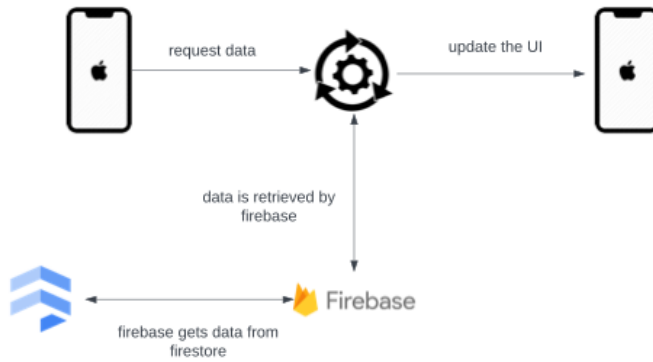 request data
update the UI
data is retrieved by
firebase
Firebase
firebase gets data from
firestore